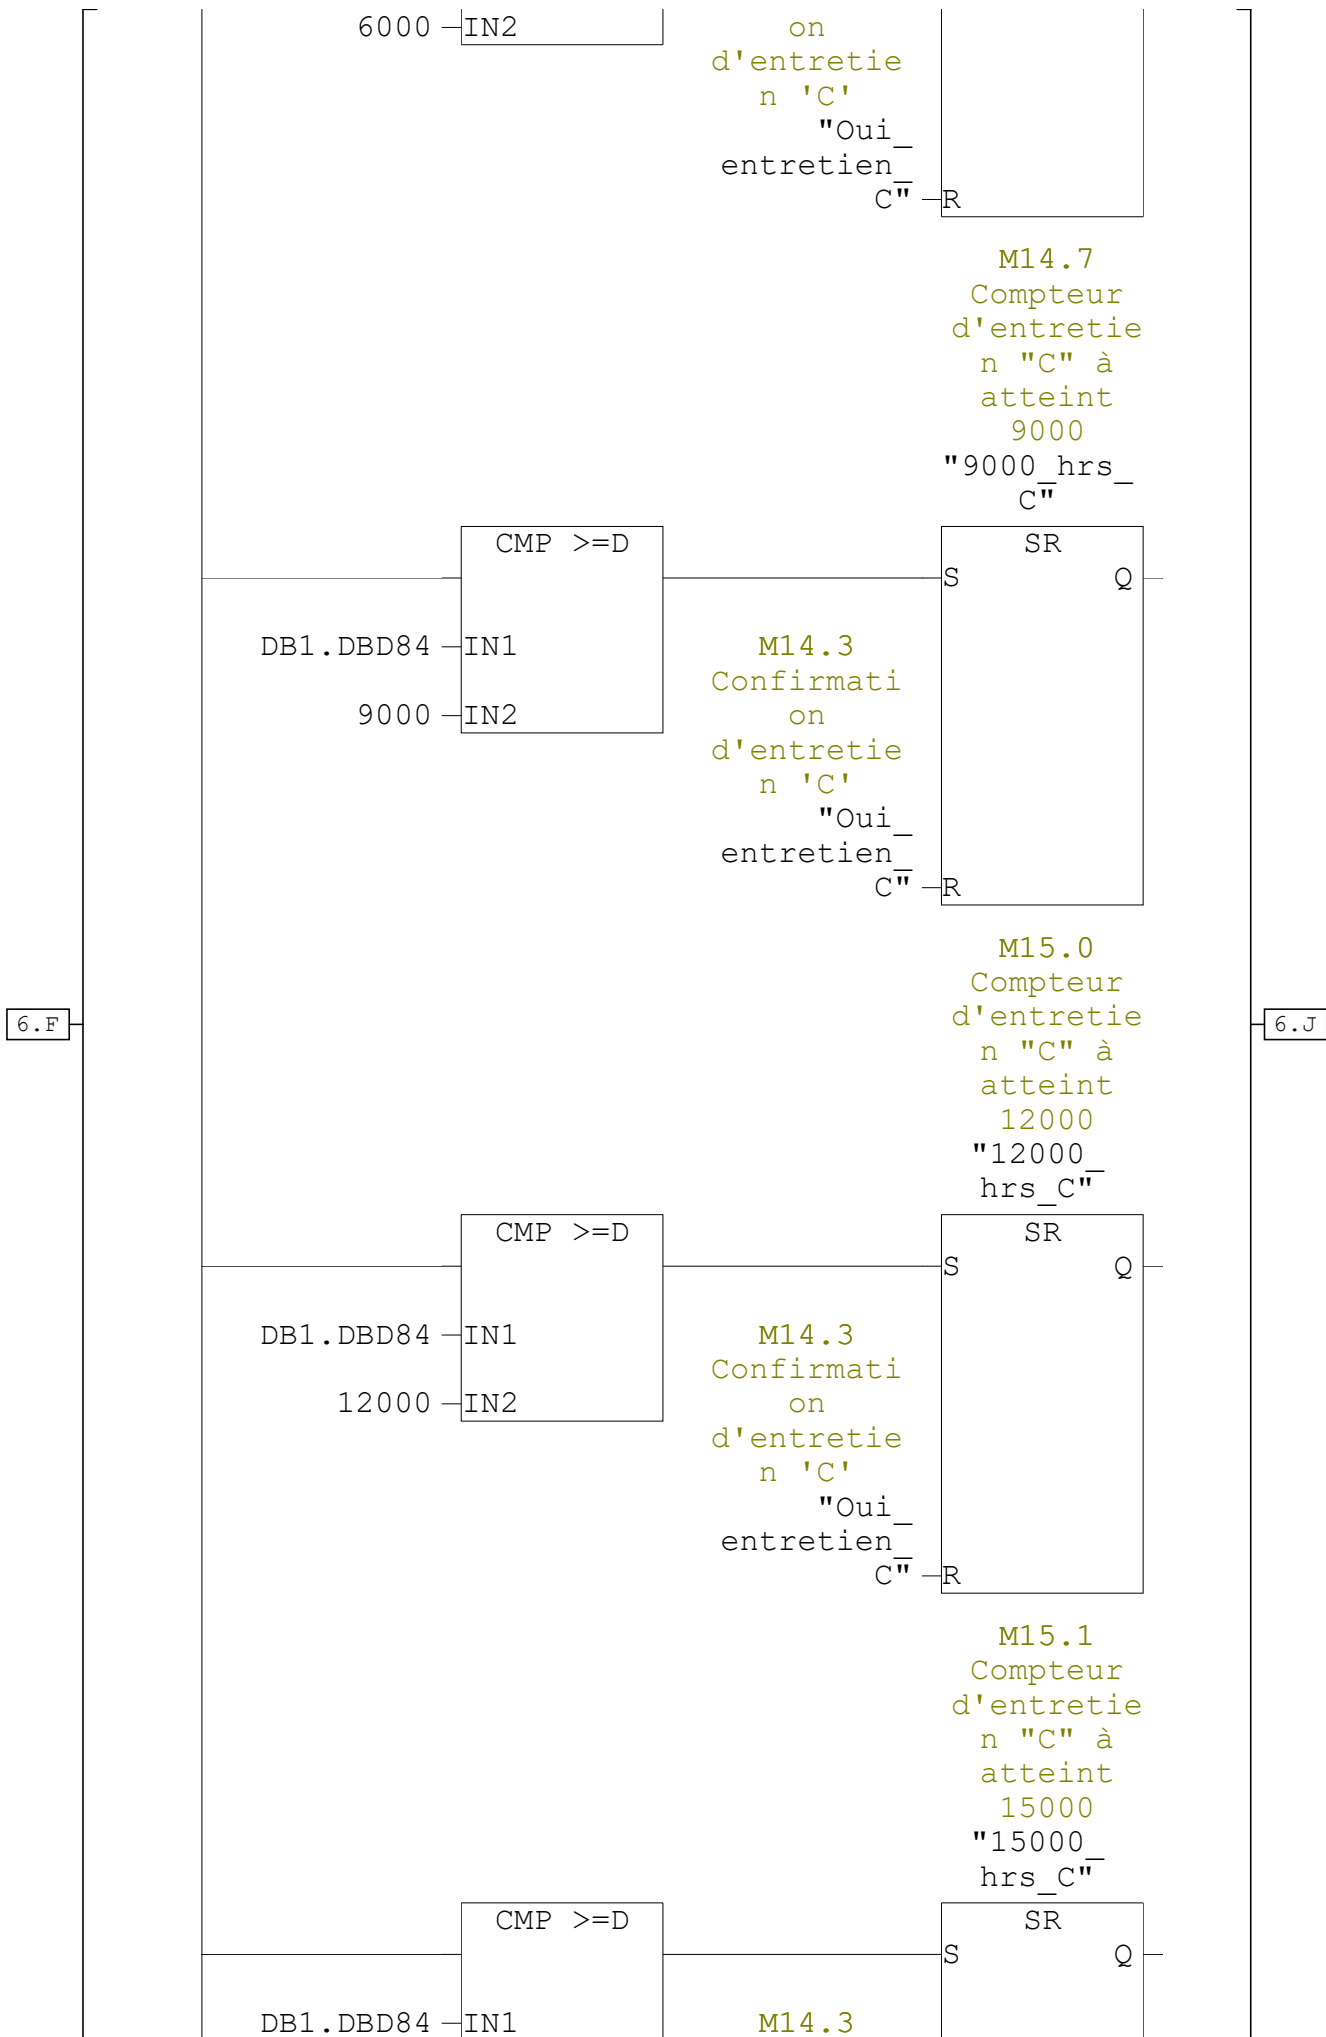 6000 IN2
on
d'entretie
n 'C'
"Oui_
entretien_
C" R
M14.7
Compteur
d'entretie
n "C" à
atteint
9000
"9000_hrs_
C"
CMP >=D SR
S Q
DB1.DBD84 IN1 M14.3
Confirmati
9000 IN2 on
d'entretie
n 'C'
"Oui_
entretien_
C" R
M15.0
Compteur
6.F d'entretie 6.J
n "C" à
atteint
12000
"12000_
hrs_C"
CMP >=D SR
S Q
DB1.DBD84 IN1 M14.3
Confirmati
12000 IN2 on
d'entretie
n 'C'
"Oui_
entretien_
C" R
M15.1
Compteur
d'entretie
n "C" à
atteint
15000
"15000_
hrs_C"
CMP >=D SR
S Q
DB1.DBD84 IN1 M14.3